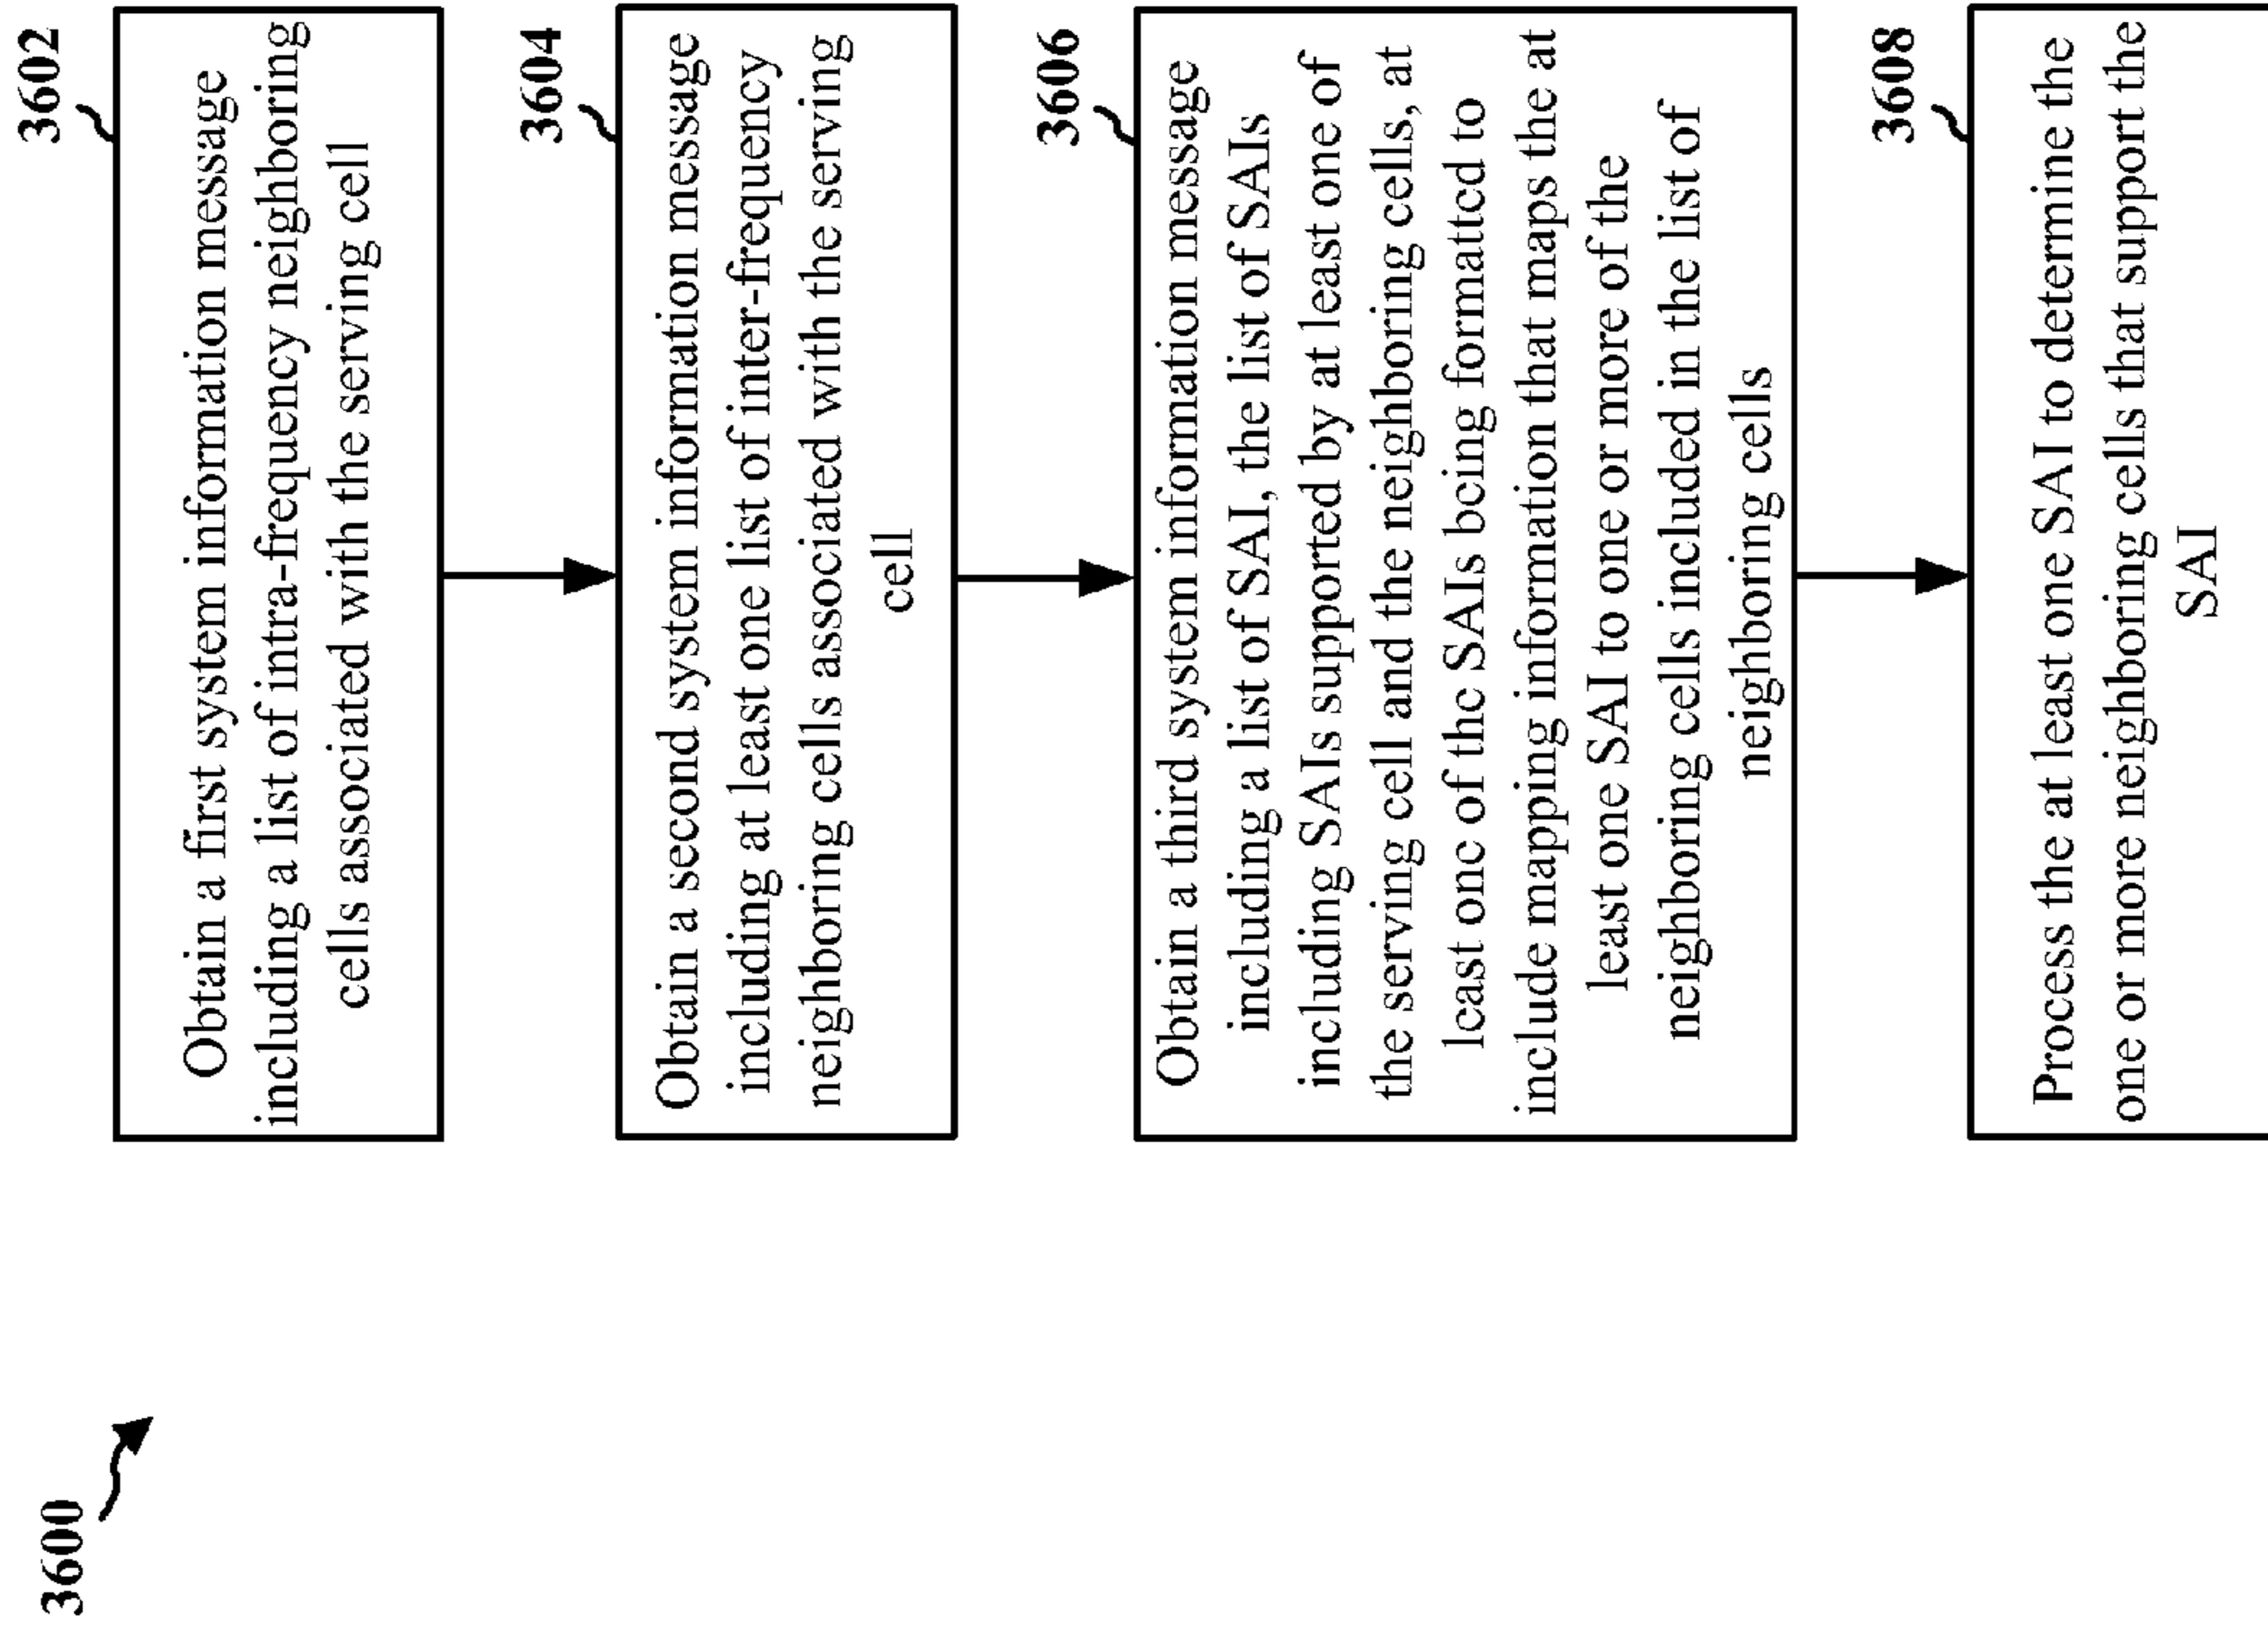 3600
3602
Obtain a first system information message
including a list of intra-frequency neighboring
cells associated with the serving cell
3604
Obtain a second system information message
including at least one list of inter-frequency
neighboring cells associated with the serving
cell
3606
Obtain a third system information message
including a list of SAI, the list of SAIs
including SAIs supported by at least one of
the serving cell and the neighboring cells, at
least one of the SAIs being formatted to
include mapping information that maps the at
least one SAI to one or more of the
neighboring cells included in the list of
neighboring cells
3608
Process the at least one SAI to determine the
one or more neighboring cells that support the
SAI